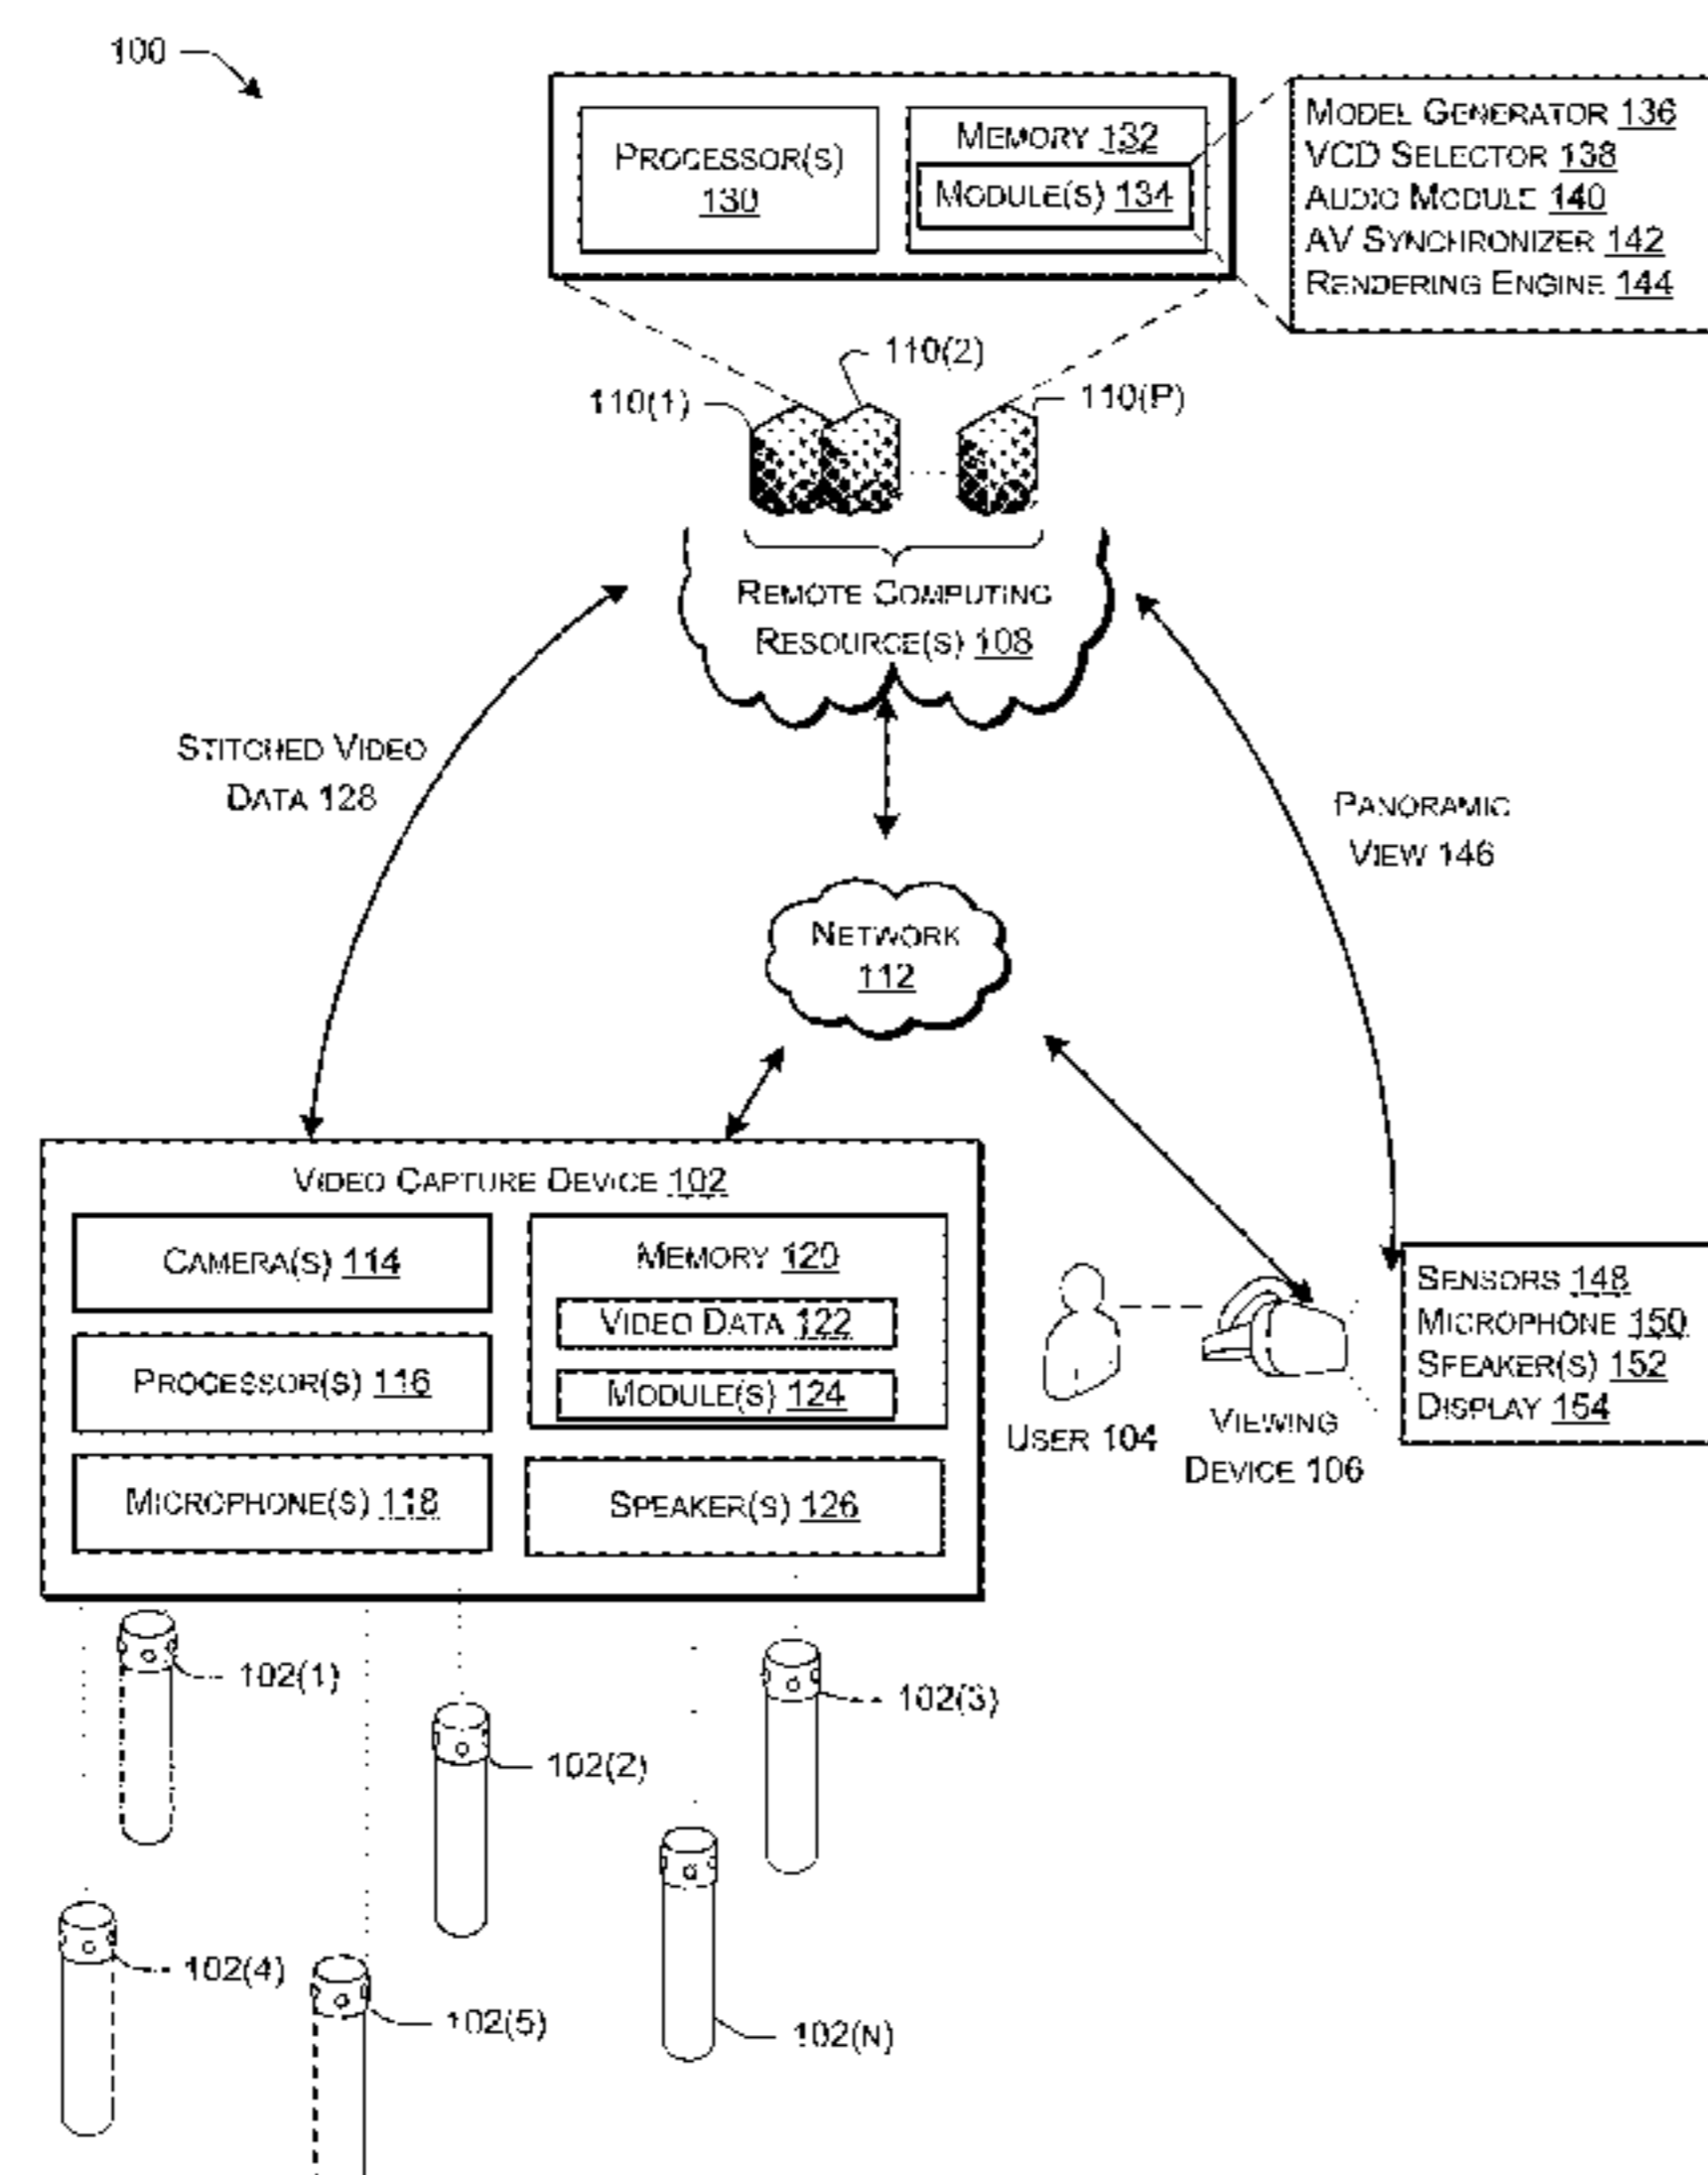 100
PROCESSOR(S)
130
MEMORY 132
MODULE(S) 134
MODEL GENERATOR 136
VCD SELECTOR 138
AUDIO MODULE 140
AV SYNCHRONIZER 142
RENDERING ENGINE 144
110(1)
110(2)
110(P)
REMOTE COMPUTING
RESOURCE(S) 108
STITCHED VIDEO
DATA 128
PANORAMIC
VIEW 146
NETWORK
112
VIDEO CAPTURE DEVICE 102
CAMERA(S) 114
PROCESSOR(S) 116
MICROPHONE(S) 118
MEMORY 120
VIDEO DATA 122
MODULE(S) 124
SPEAKER(S) 126
USER 104
VIEWING
DEVICE 106
SENSORS 148
MICROPHONE 150
SPEAKER(S) 152
DISPLAY 154
102(1)
102(2)
102(3)
102(4)
102(5)
102(N)